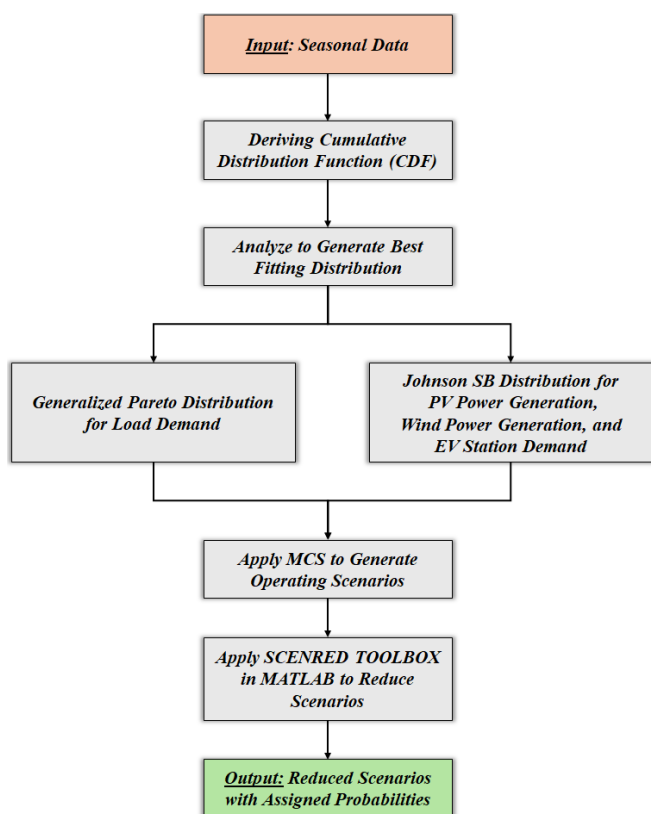 Input: Seasonal Data
Deriving Cumulative
Distribution Function (CDF)
Analyze to Generate Best
Fitting Distribution
Generalized Pareto Distribution
for Load Demand
Johnson SB Distribution for
PV Power Generation,
Wind Power Generation, and
EV Station Demand
Apply MCS to Generate
Operating Scenarios
Apply SCENRED TOOLBOX
in MATLAB to Reduce
Scenarios
Output: Reduced Scenarios
with Assigned Probabilities